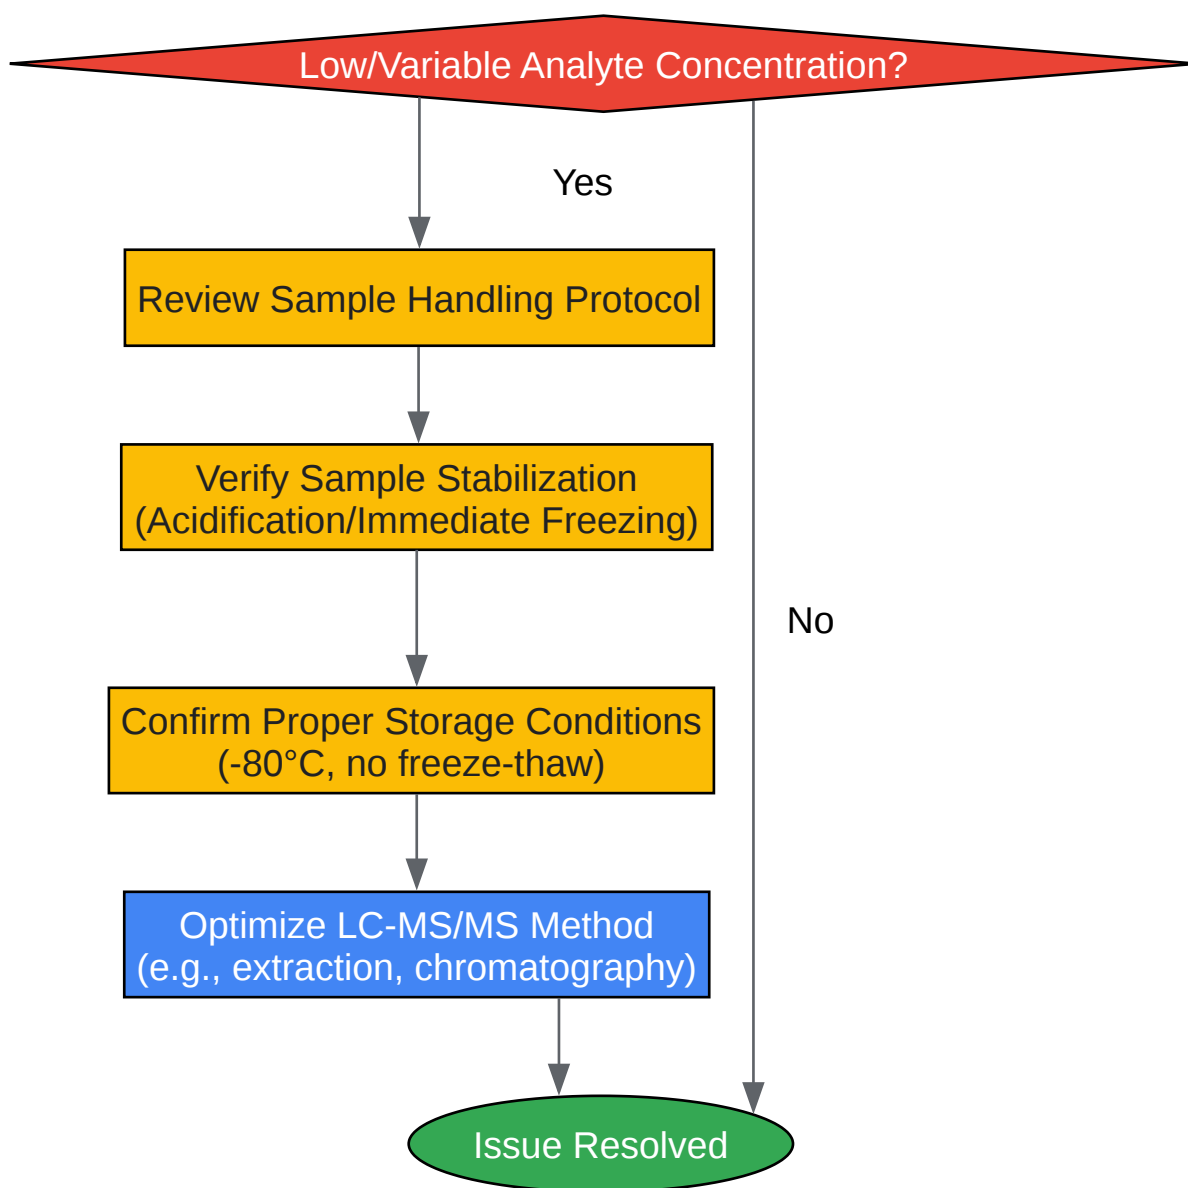 Low/Variable Analyte Concentration?
Yes
Review Sample Handling Protocol
Verify Sample Stabilization
(Acidification/Immediate Freezing)
No
Confirm Proper Storage Conditions
(-80°C, no freeze-thaw)
Optimize LC-MS/MS Method
(e.g., extraction, chromatography)
Issue Resolved